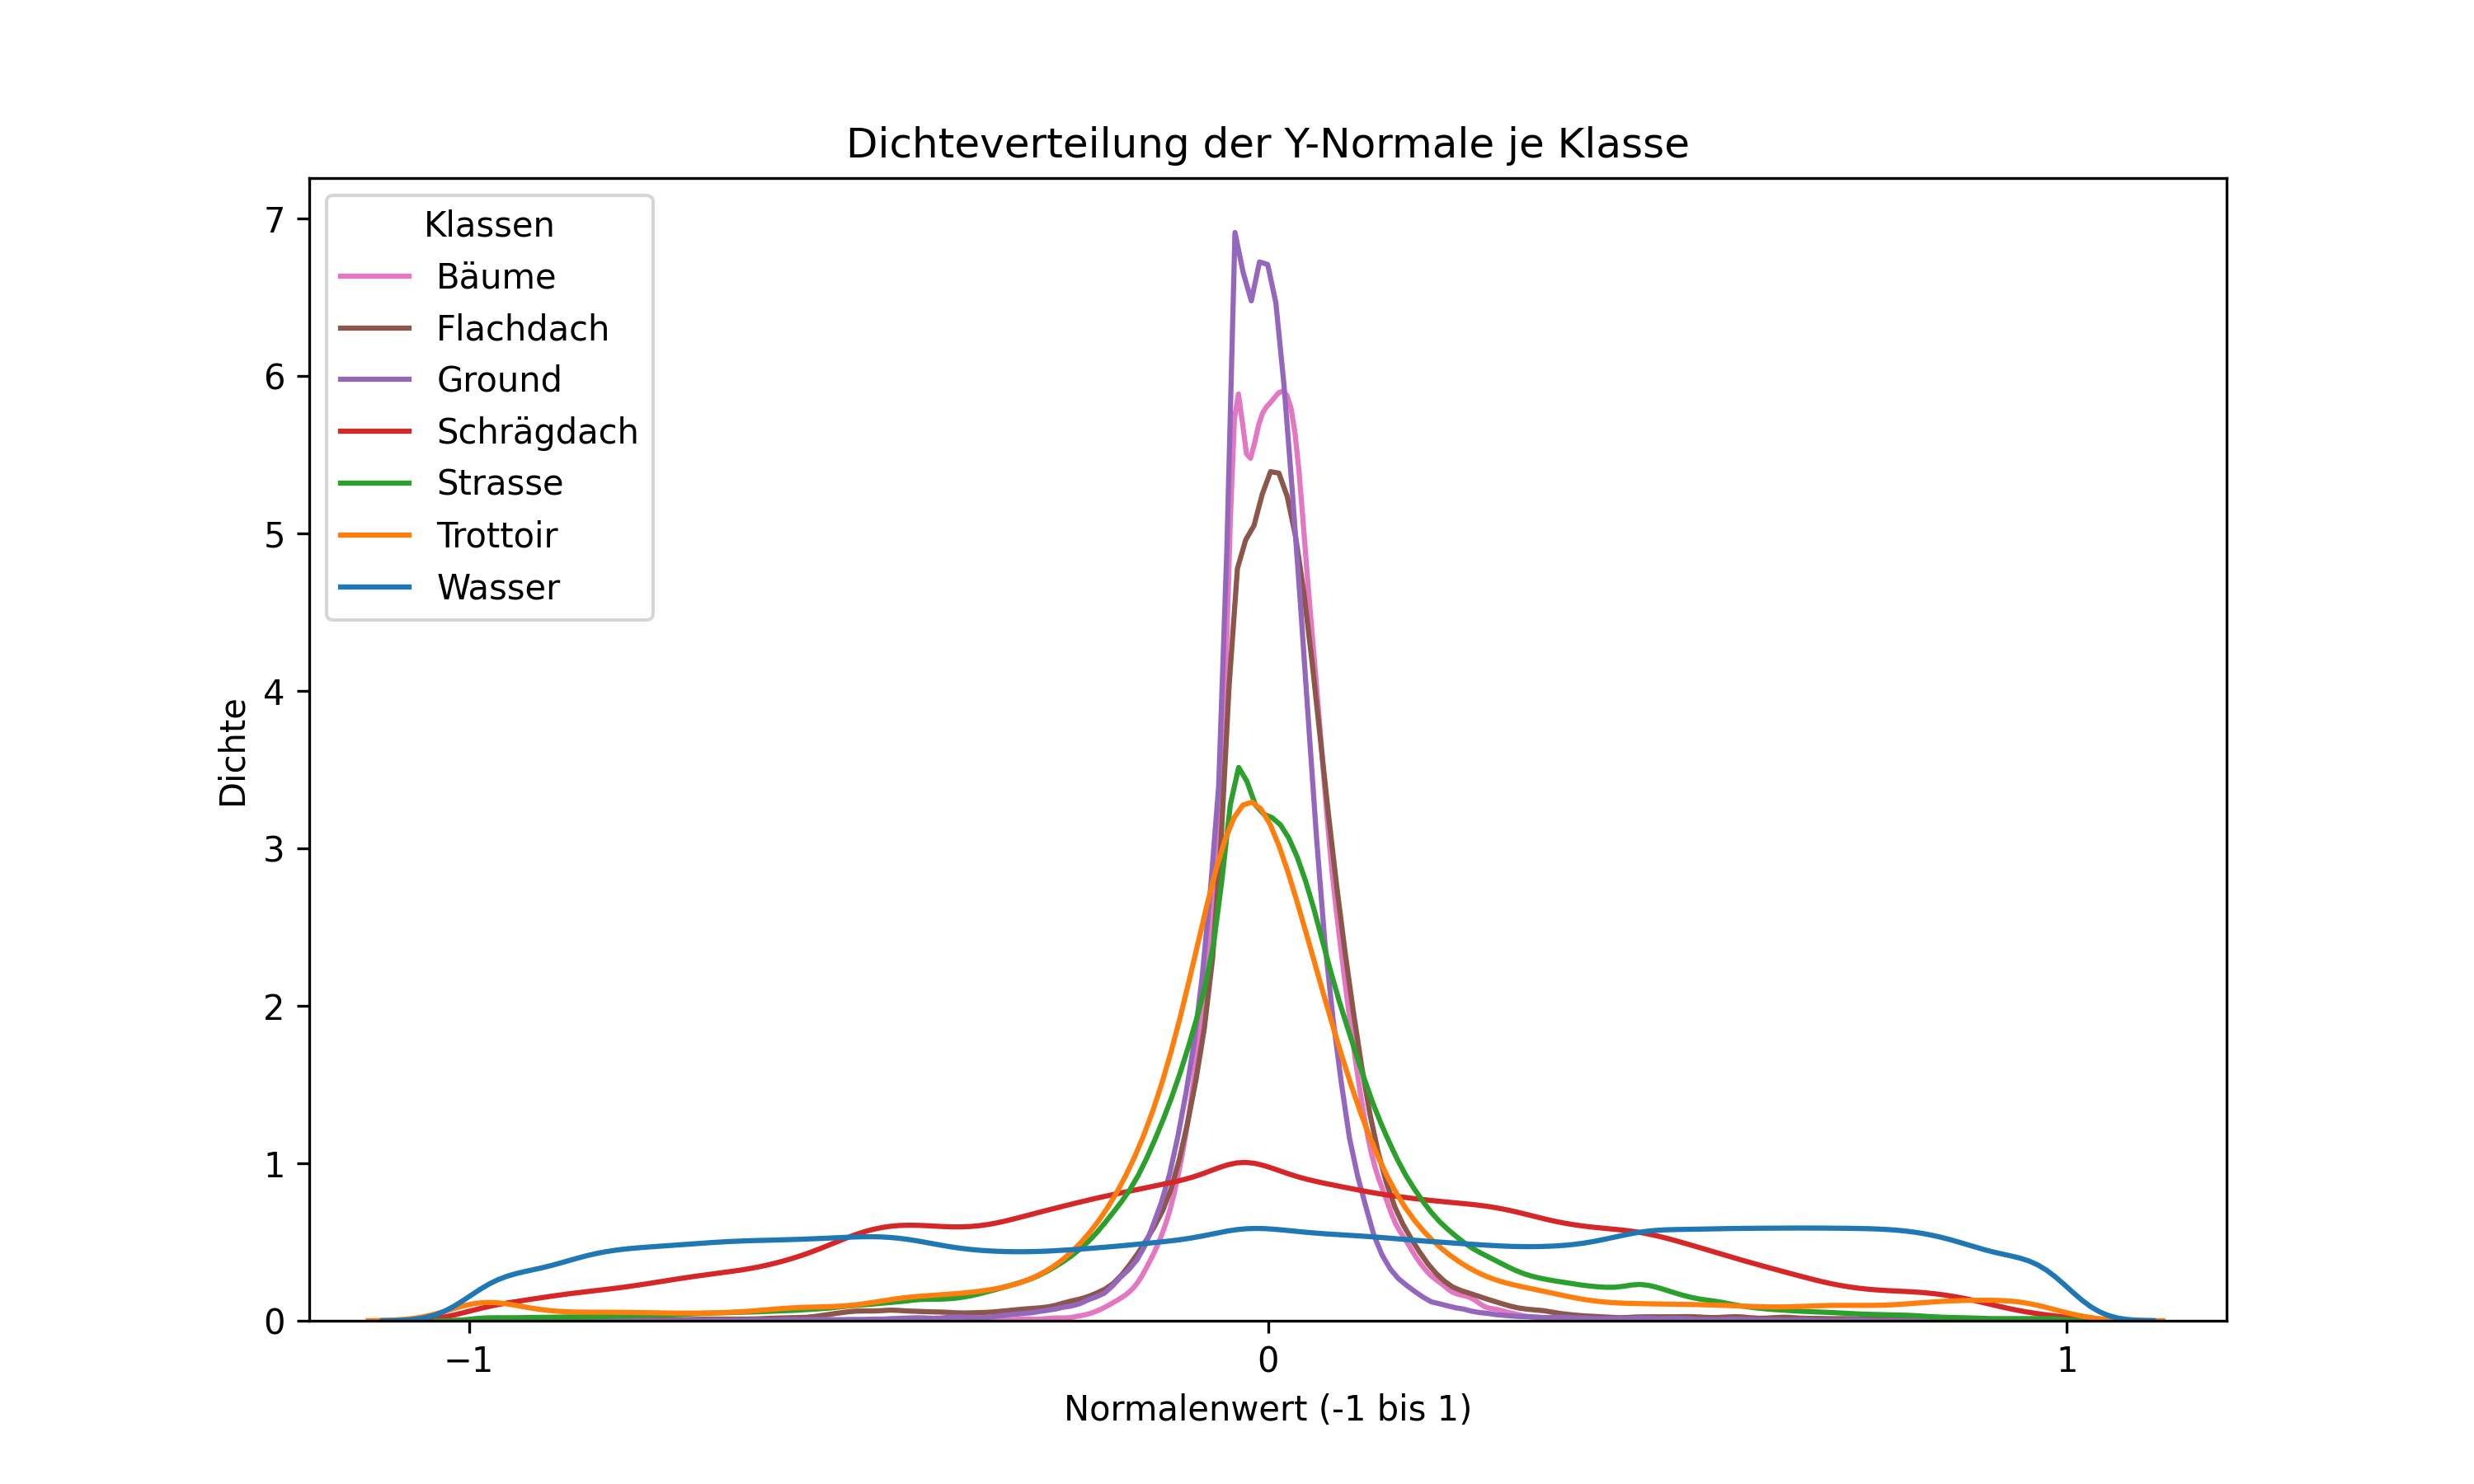 Dichteverteilung der Y-Normale je Klasse
Klassen
Bäume
Flachdach
Ground
Schrägdach
Strasse
Trottoir
Wasser
Dichte
7
6
5
4
3
2
1
0
−1
0
1
Normalenwert (-1 bis 1)